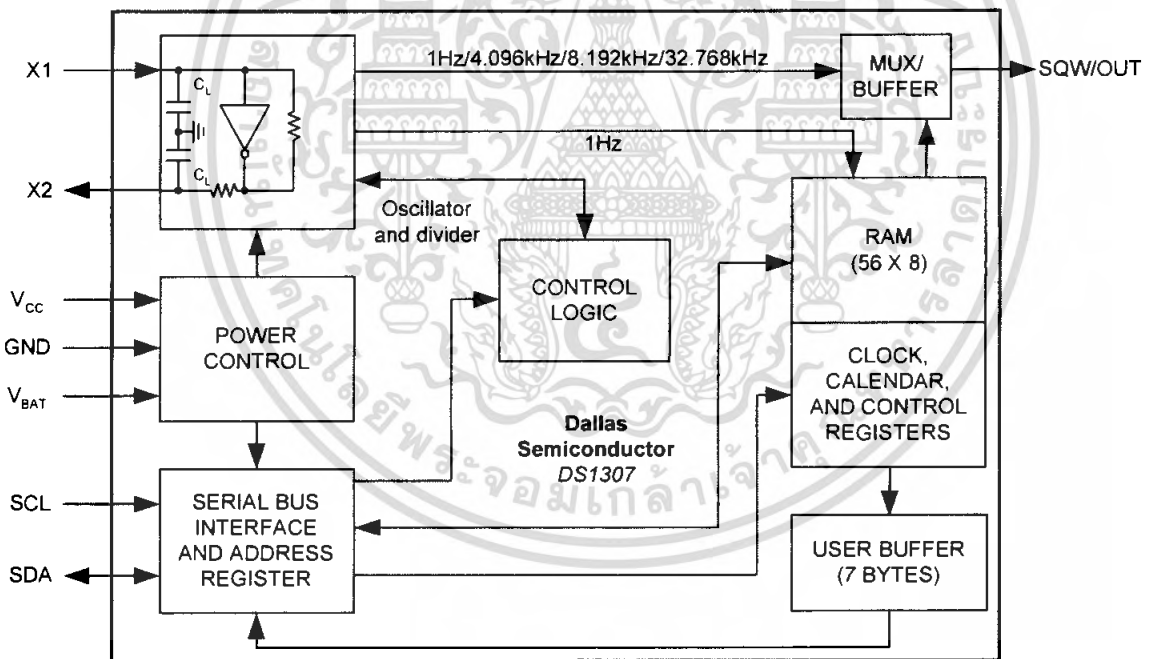 X1
X2
V_CC
GND
V_BAT
SCL
SDA
C_L
C_L
Oscillator
and divider
1Hz/4.096kHz/8.192kHz/32.768kHz
1Hz
MUX/
BUFFER
SQW/OUT
POWER
CONTROL
CONTROL
LOGIC
RAM
(56 X 8)
CLOCK,
CALENDAR,
AND CONTROL
REGISTERS
Dallas
Semiconductor
DS1307
SERIAL BUS
INTERFACE
AND ADDRESS
REGISTER
USER BUFFER
(7 BYTES)